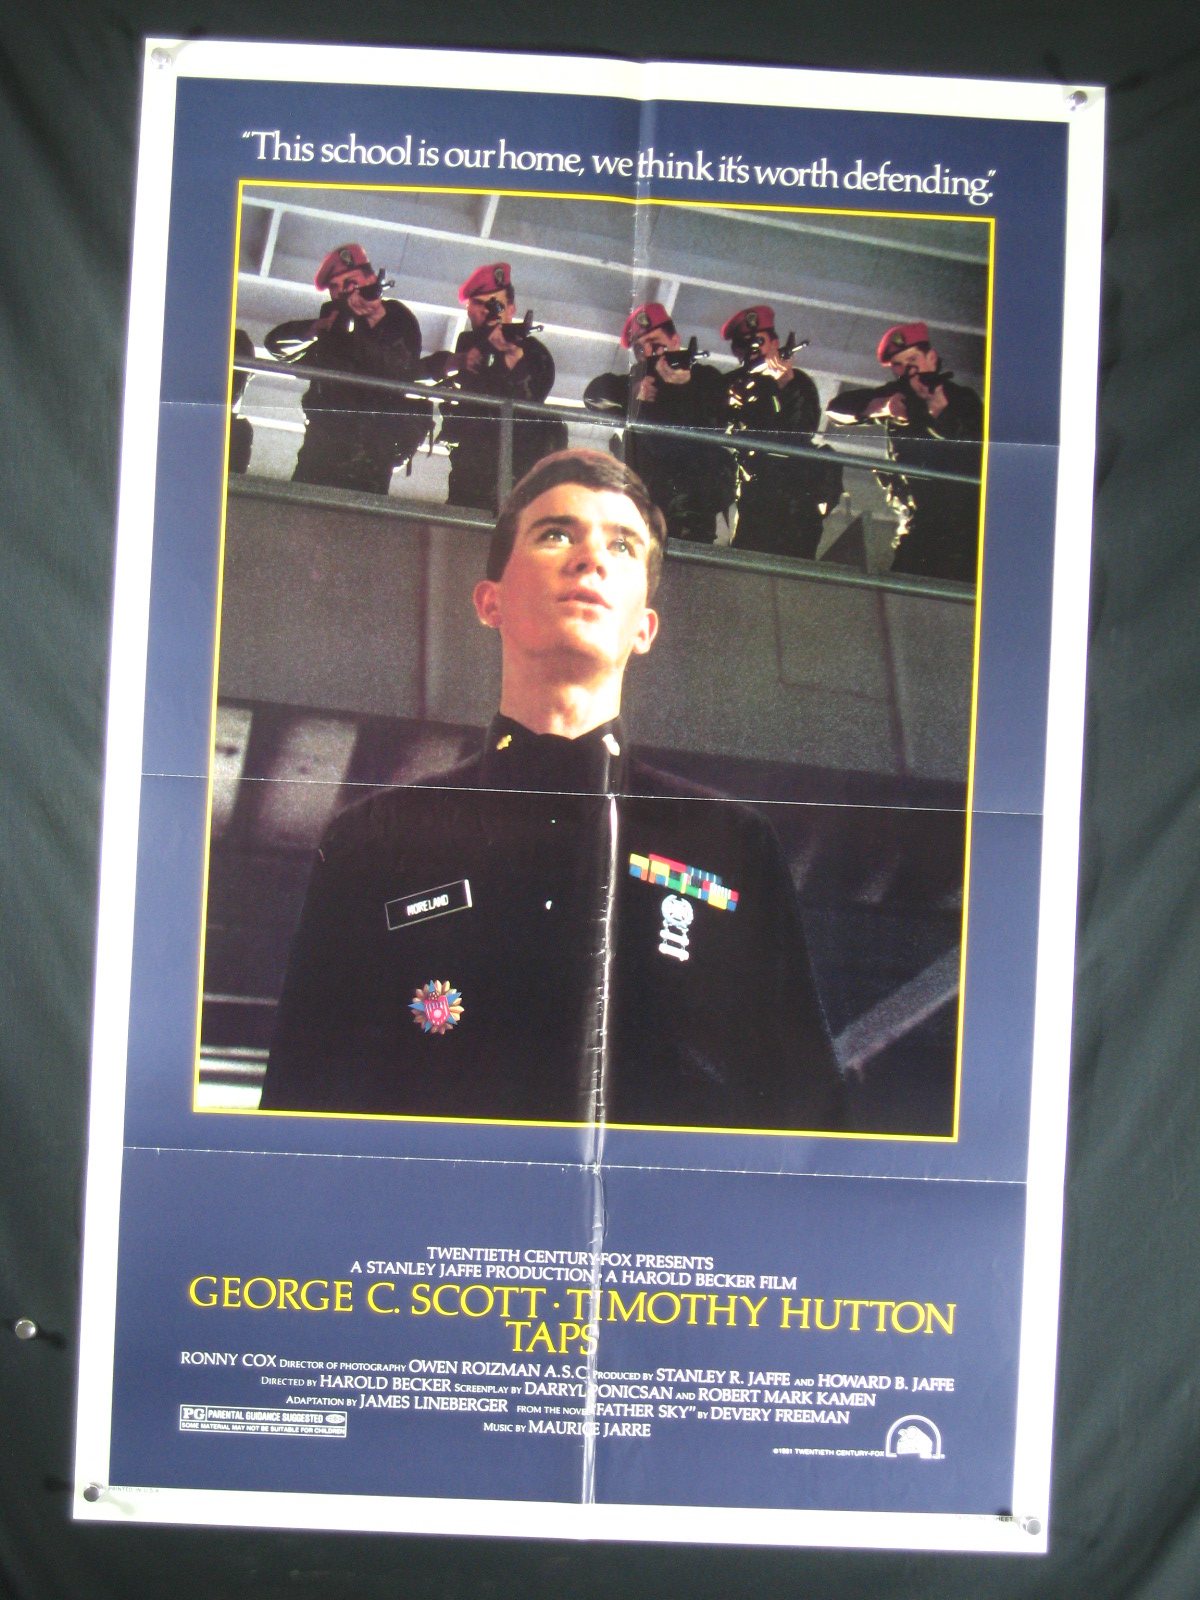 “This school is our home, we think it's worth defending.”
MORELAND
TWENTIETH CENTURY-FOX PRESENTS
A STANLEY JAFFE PRODUCTION · A HAROLD BECKER FILM
GEORGE C. SCOTT · TIMOTHY HUTTON
TAPS
RONNY COX DIRECTOR OF PHOTOGRAPHY OWEN ROIZMAN A.S.C. PRODUCED BY STANLEY R. JAFFE AND HOWARD B. JAFFE
DIRECTED BY HAROLD BECKER SCREENPLAY BY DARRYL PONICSAN AND ROBERT MARK KAMEN
ADAPTATION BY JAMES LINEBERGER FROM THE NOVEL “FATHER SKY” BY DEVERY FREEMAN
MUSIC BY MAURICE JARRE
PG PARENTAL GUIDANCE SUGGESTED
SOME MATERIAL MAY NOT BE SUITABLE FOR CHILDREN
©1981 TWENTIETH CENTURY-FOX
PRINTED IN U.S.A.